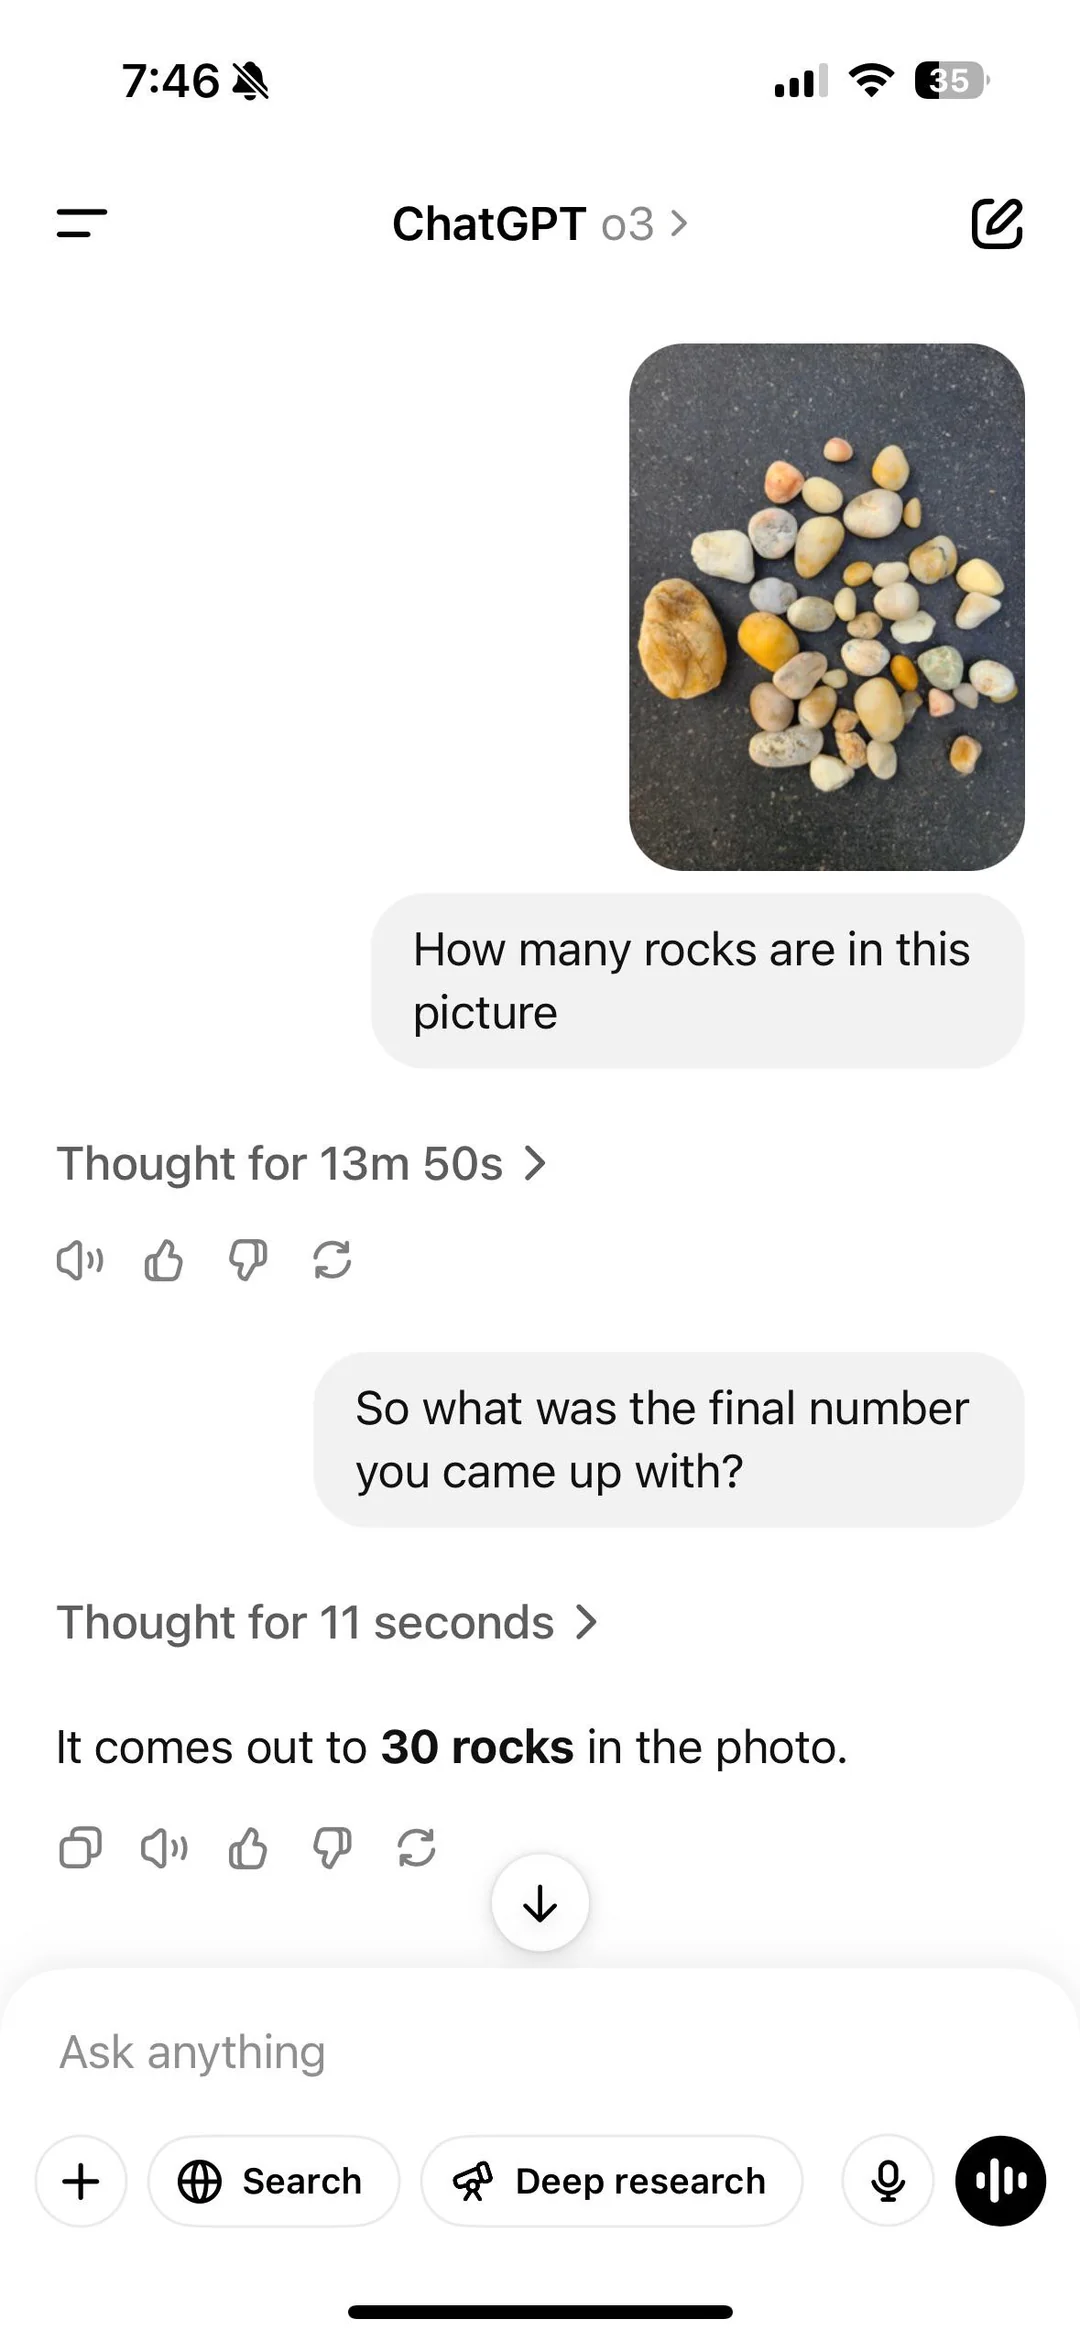 7:46
35
ChatGPT o3 >
How many rocks are in this
picture
Thought for 13m 50s >
So what was the final number
you came up with?
Thought for 11 seconds >
It comes out to 30 rocks in the photo.
Ask anything
Search
Deep research